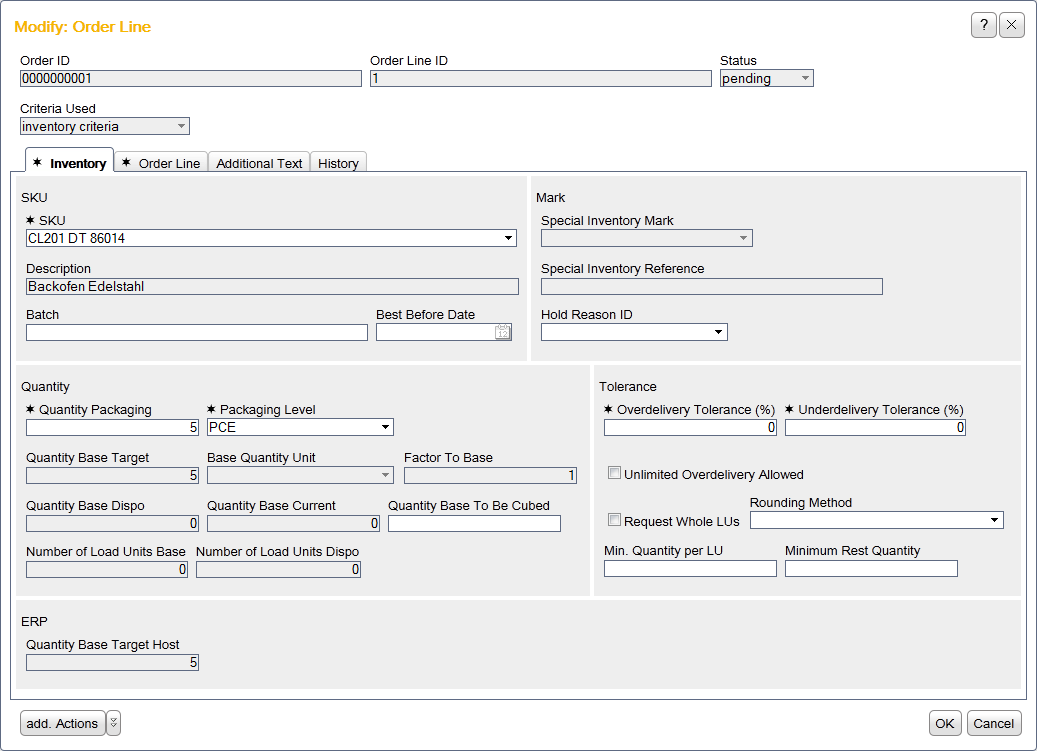 Modify: Order Line
?
Order ID Order Line ID Status
0000000001 1 pending
Criteria Used
inventory criteria
✶ Inventory ✶ Order Line Additional Text History
SKU
✶ SKU
CL201 DT 86014
Description
Backofen Edelstahl
Batch Best Before Date
12
Mark
Special Inventory Mark
Special Inventory Reference
Hold Reason ID
Quantity
✶ Quantity Packaging ✶ Packaging Level
5 PCE
Quantity Base Target Base Quantity Unit Factor To Base
5 1
Quantity Base Dispo Quantity Base Current Quantity Base To Be Cubed
0 0
Number of Load Units Base Number of Load Units Dispo
0 0
Tolerance
✶ Overdelivery Tolerance (%) ✶ Underdelivery Tolerance (%)
0 0
Unlimited Overdelivery Allowed
Rounding Method
Request Whole LUs
Min. Quantity per LU Minimum Rest Quantity
ERP
Quantity Base Target Host
5
add. Actions OK Cancel